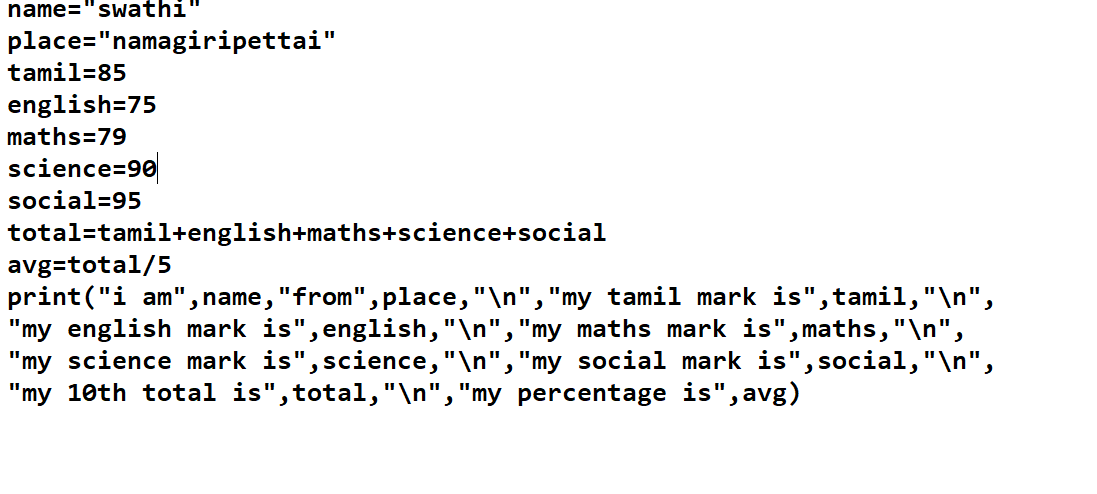 name="swathi"
place="namagiripettai"
tamil=85
english=75
maths=79
science=90
social=95
total=tamil+english+maths+science+social
avg=total/5
print("i am",name,"from",place,"\n","my tamil mark is",tamil,"\n",
"my english mark is",english,"\n","my maths mark is",maths,"\n",
"my science mark is",science,"\n","my social mark is",social,"\n",
"my 10th total is",total,"\n","my percentage is",avg)